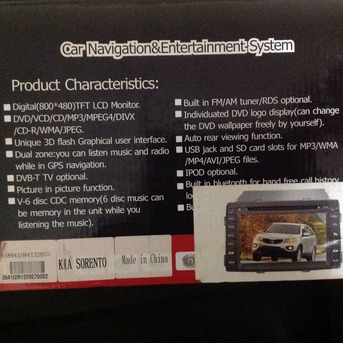 Car Navigation&Entertainment System
Product Characteristics:
Digital(800*480)TFT LCD Monitor.
DVD/VCD/CD/MP3/MPEG4/DIVX
/CD-R/WMA/JPEG.
Unique 3D flash Graphical user interface.
Dual zone:you can listen music and radio
while in GPS navigation.
DVB-T TV optional.
Picture in picture function.
V-6 disc CDC memory(6 disc music can
be memory in the unit while you
listening the music).
Built in FM/AM tuner/RDS optional.
Individuated DVD logo display(can change
the DVD wallpaper freely by yourself).
Auto rear viewing function.
USB jack and SD card slots for MP3/WMA
/MP4/AVI/JPEG files.
IPOD optional.
Built in bluetooth for hand free call history
KIA SORENTO
Made in China